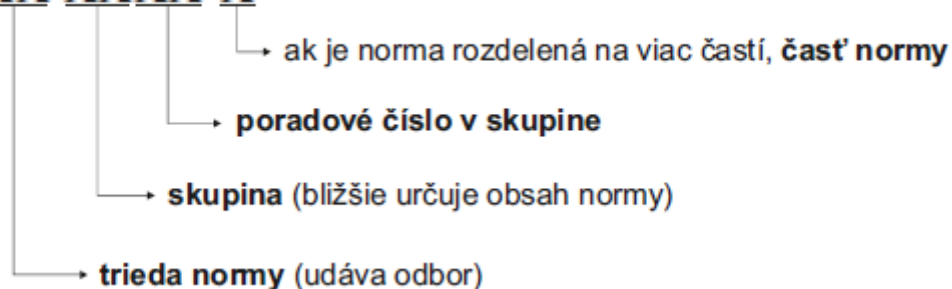 ak je norma rozdelená na viac častí, časť normy
poradové číslo v skupine
skupina (bližšie určuje obsah normy)
trieda normy (udáva odbor)